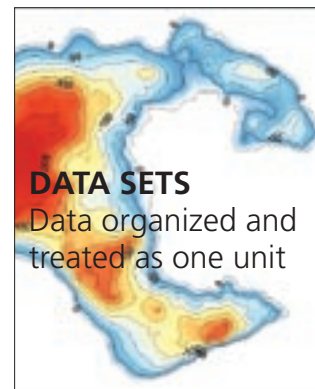 DATA SETS
Data organized and
treated as one unit